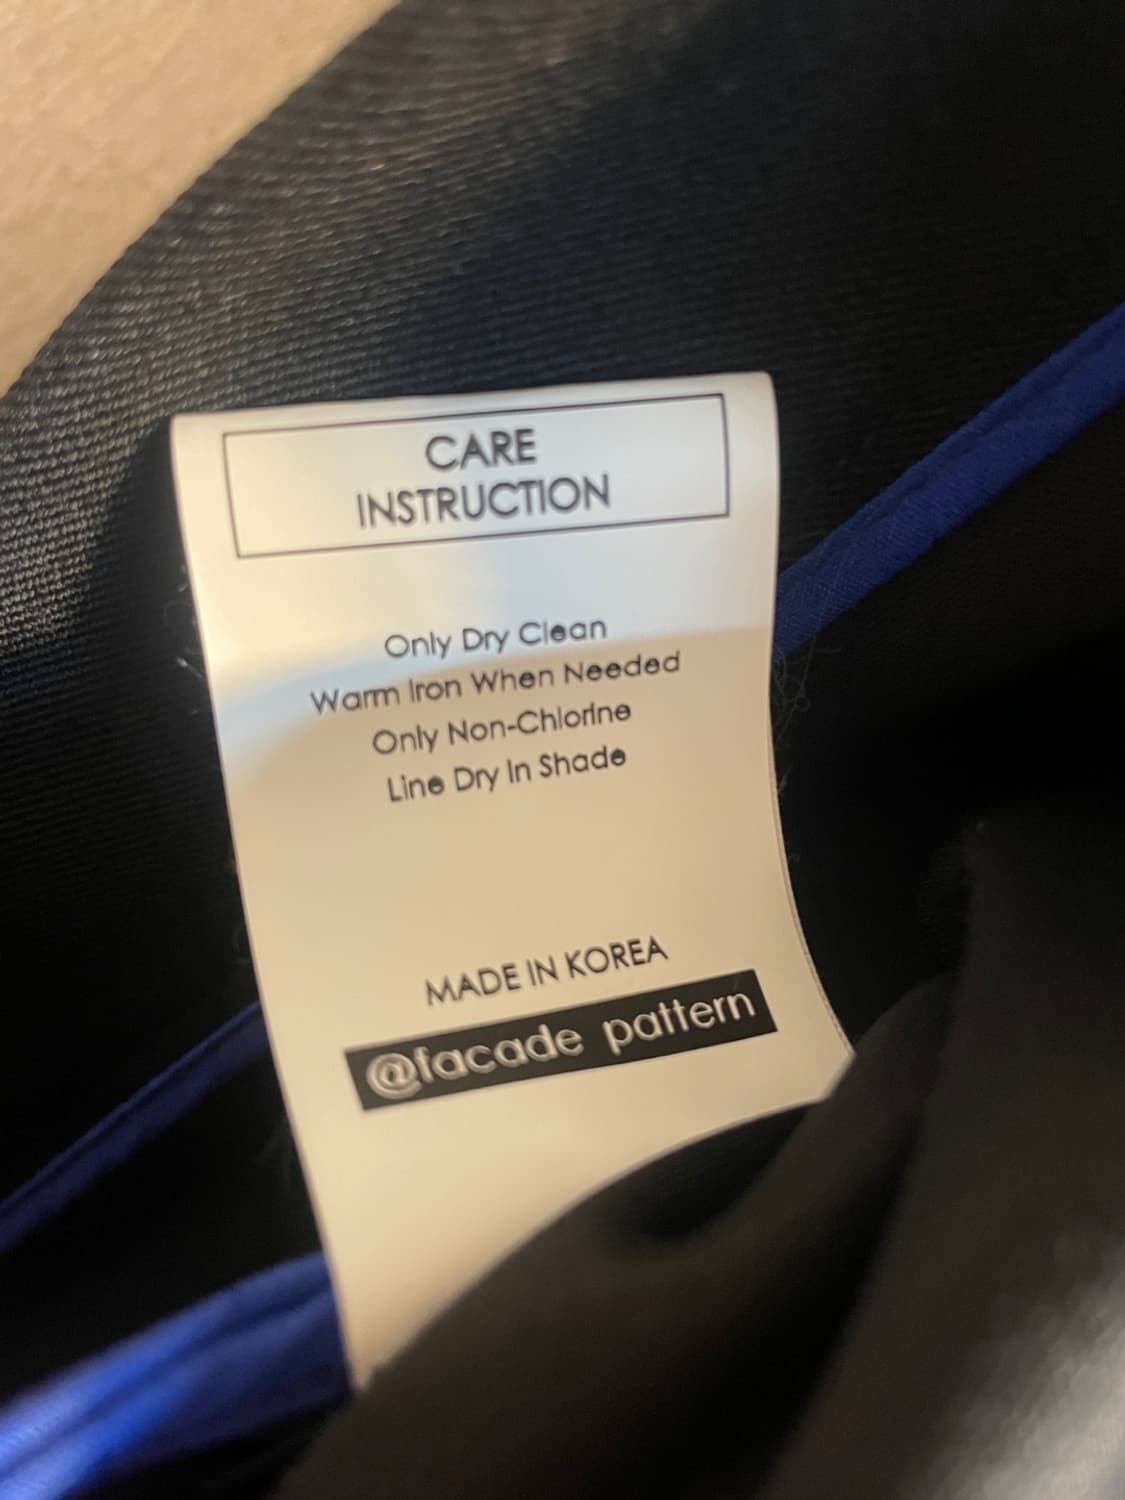 CARE
INSTRUCTION
Only Dry Clean
Warm Iron When Needed
Only Non-Chlorine
Line Dry In Shade
MADE IN KOREA
@facade pattern